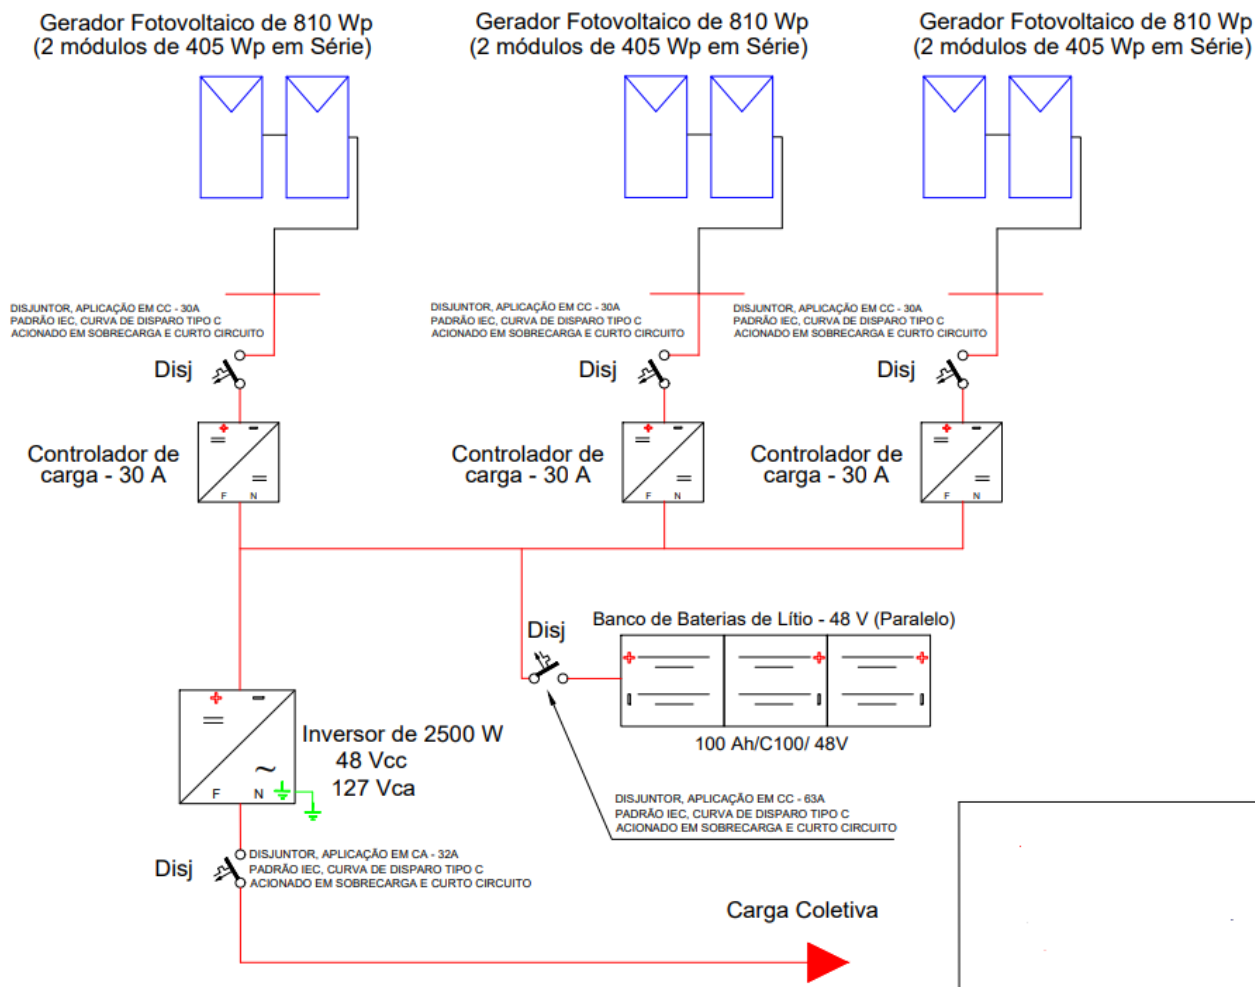 Gerador Fotovoltaico de 810 Wp
(2 módulos de 405 Wp em Série)
Gerador Fotovoltaico de 810 Wp
(2 módulos de 405 Wp em Série)
Gerador Fotovoltaico de 810 Wp
(2 módulos de 405 Wp em Série)
DISJUNTOR, APLICAÇÃO EM CC - 30A
PADRÃO IEC, CURVA DE DISPARO TIPO C
ACIONADO EM SOBRECARGA E CURTO CIRCUITO
DISJUNTOR, APLICAÇÃO EM CC - 30A
PADRÃO IEC, CURVA DE DISPARO TIPO C
ACIONADO EM SOBRECARGA E CURTO CIRCUITO
DISJUNTOR, APLICAÇÃO EM CC - 30A
PADRÃO IEC, CURVA DE DISPARO TIPO C
ACIONADO EM SOBRECARGA E CURTO CIRCUITO
Disj
Disj
Disj
Controlador de
carga - 30 A
F N
Controlador de
carga - 30 A
F N
Controlador de
carga - 30 A
F N
Disj
Banco de Baterias de Lítio - 48 V (Paralelo)
100 Ah/C100/ 48V
Inversor de 2500 W
48 Vcc
127 Vca
F N
DISJUNTOR, APLICAÇÃO EM CC - 63A
PADRÃO IEC, CURVA DE DISPARO TIPO C
ACIONADO EM SOBRECARGA E CURTO CIRCUITO
Disj
DISJUNTOR, APLICAÇÃO EM CA - 32A
PADRÃO IEC, CURVA DE DISPARO TIPO C
ACIONADO EM SOBRECARGA E CURTO CIRCUITO
Carga Coletiva